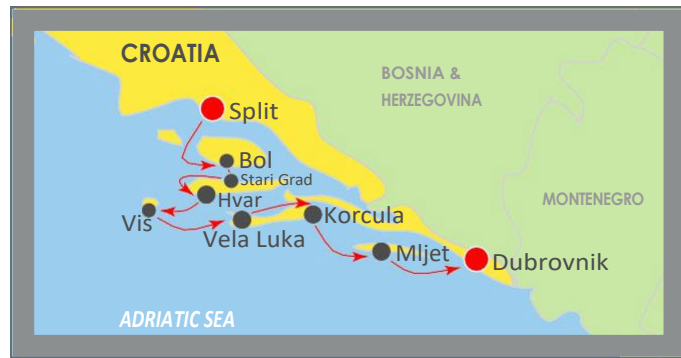 CROATIA
BOSNIA &
HERZEGOVINA
Split
Bol
Stari Grad
Hvar
Vis
Vela Luka
Korcula
MONTENEGRO
Mljet
Dubrovnik
ADRIATIC SEA